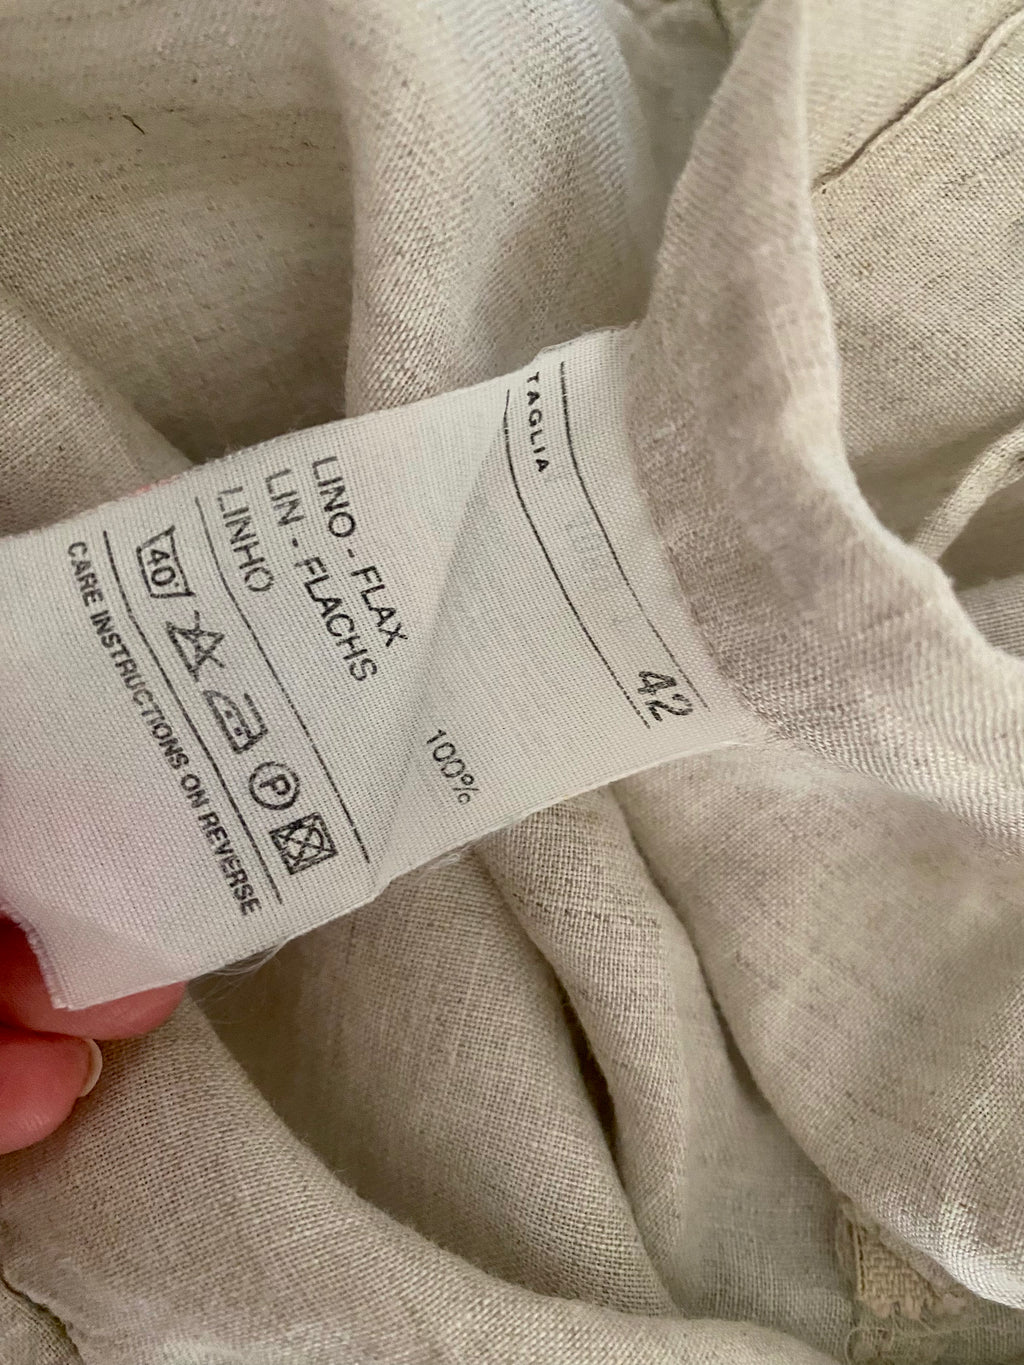 TAGLIA 42
LINO - FLAX
LIN - FLACHS 100%
LINHO
40° P
CARE INSTRUCTIONS ON REVERSE